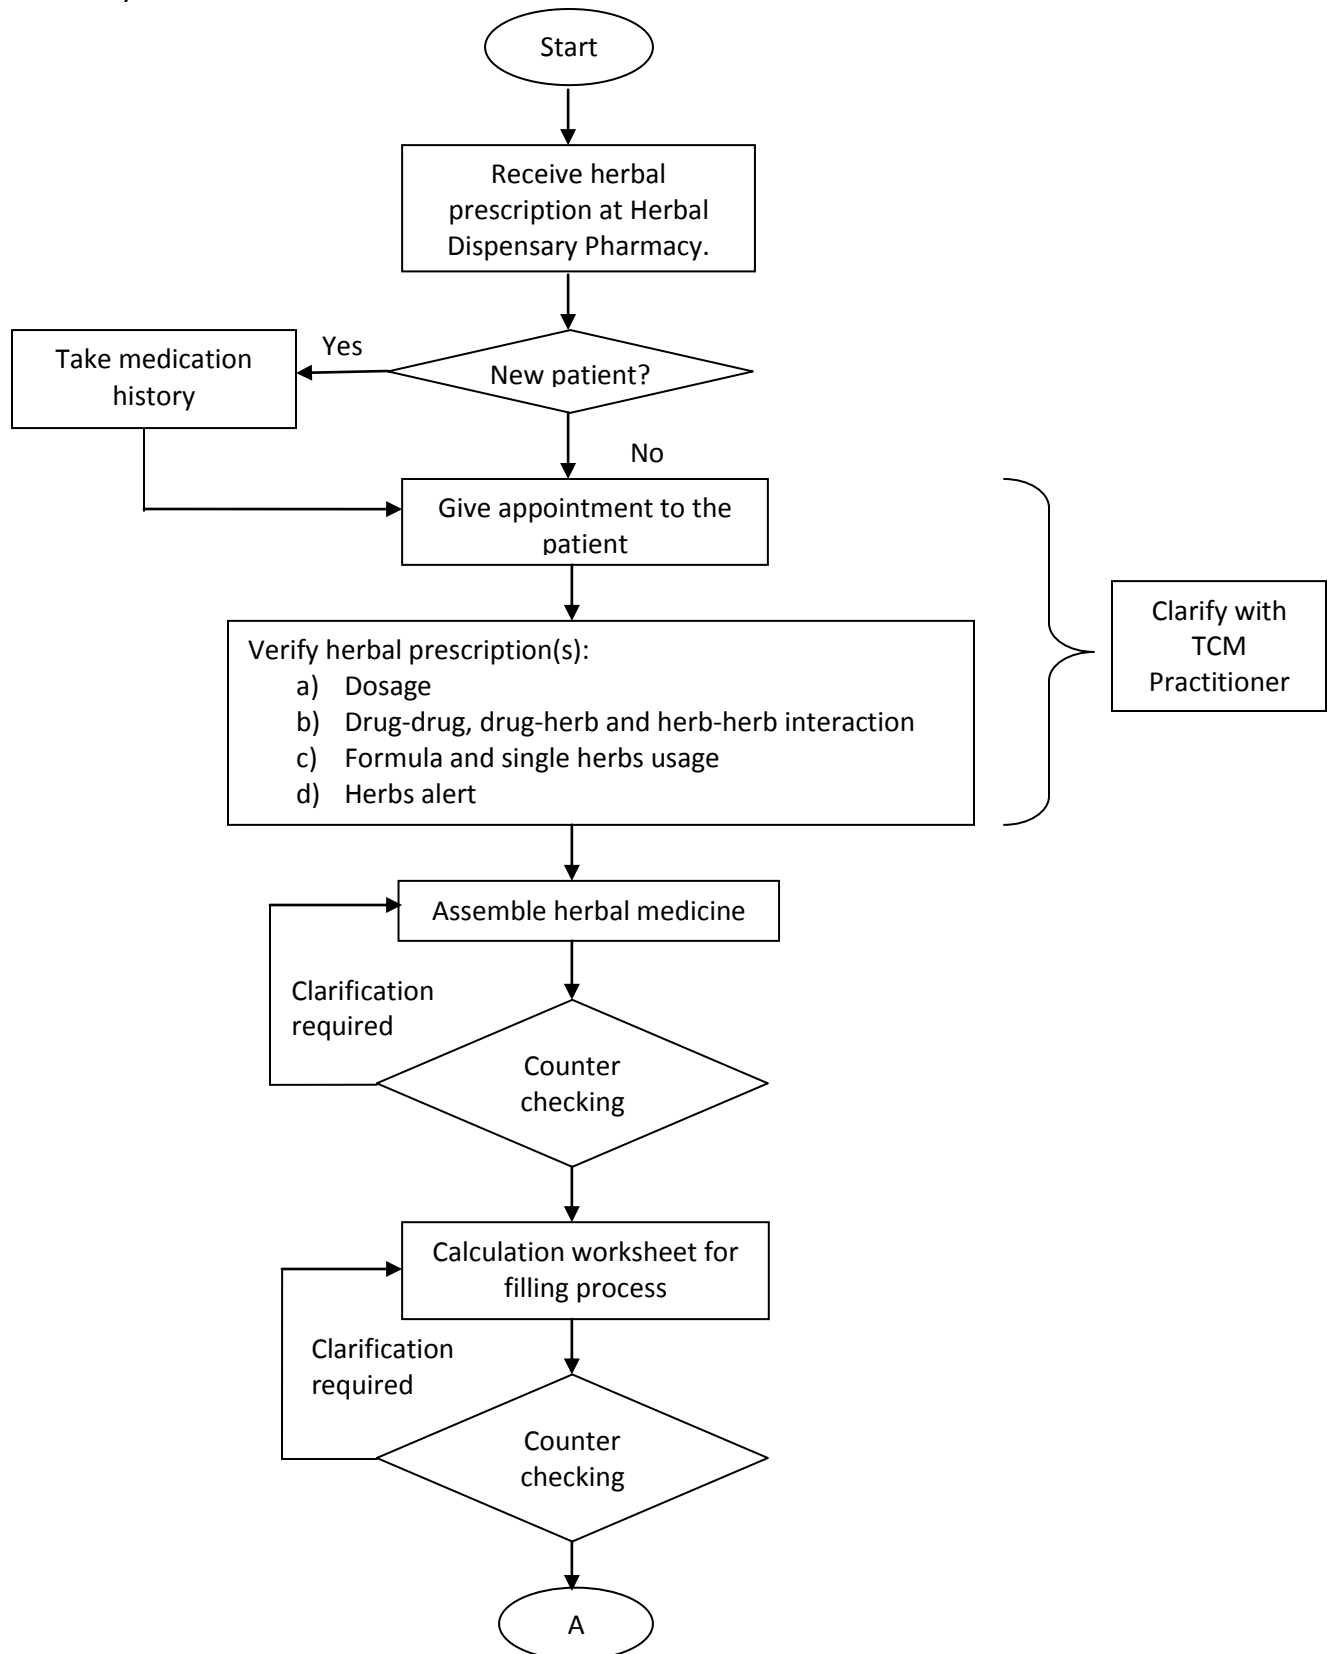 Start
Receive herbal
prescription at Herbal
Dispensary Pharmacy.
Yes
Take medication
history
New patient?
No
Give appointment to the
patient
Clarify with
TCM
Practitioner
Verify herbal prescription(s):
a) Dosage
b) Drug-drug, drug-herb and herb-herb interaction
c) Formula and single herbs usage
d) Herbs alert
Assemble herbal medicine
Clarification
required
Counter
checking
Calculation worksheet for
filling process
Clarification
required
Counter
checking
A